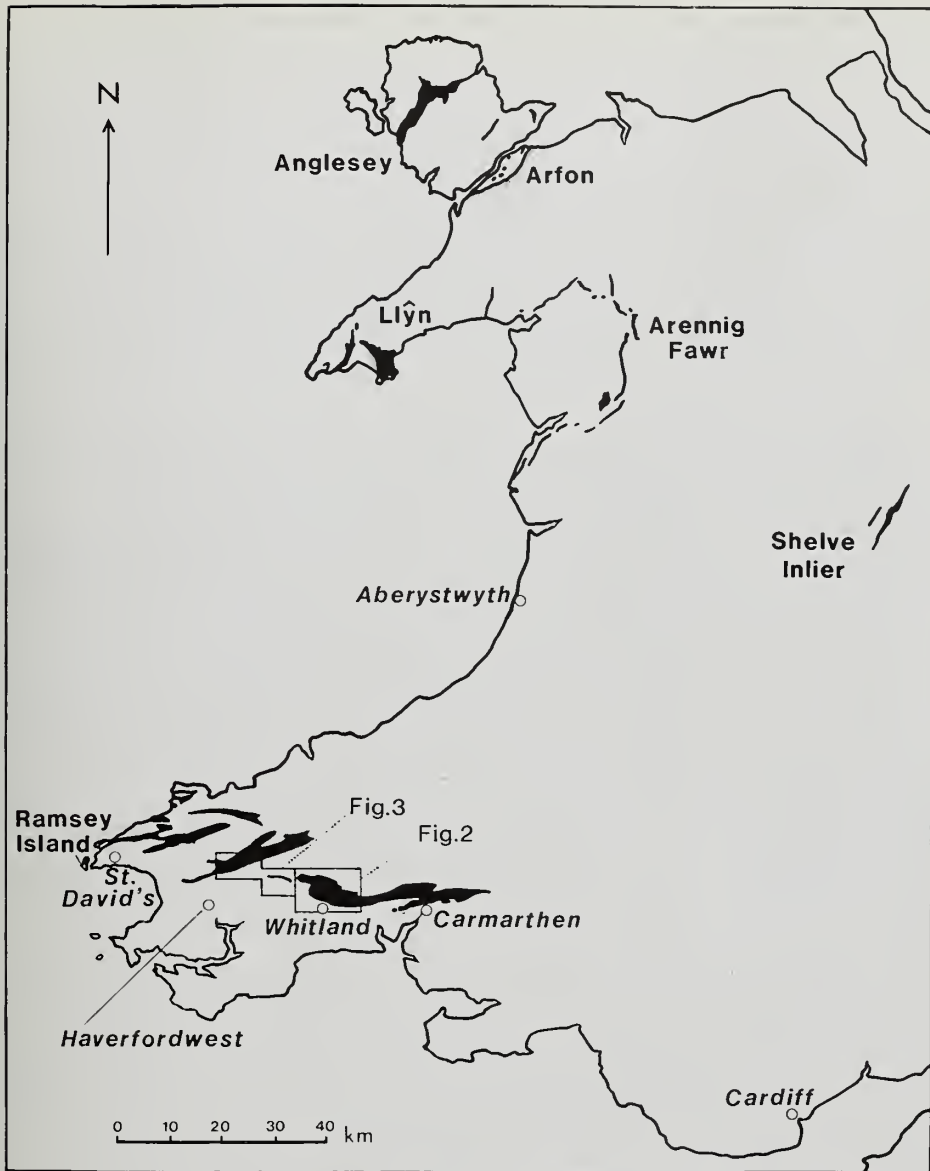 N
Anglesey
Arfon
Llŷn
Arennig
Fawr
Shelve
Inlier
Aberystwyth
Ramsey
Island
St.
David's
Fig.3
Fig.2
Whitland
Carmarthen
Haverfordwest
Cardiff
0 10 20 30 40 km